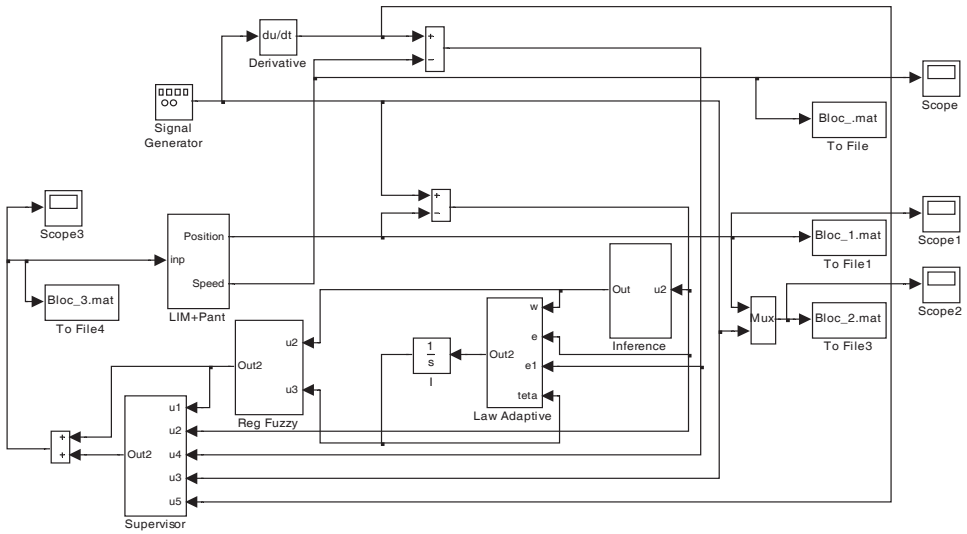 du/dt
Derivative
+
−
Scope
Signal
Generator
Bloc_.mat
To File
+
−
Scope3
Scope1
Position
inp
Speed
LIM+Pant
Bloc_1.mat
To File1
Bloc_3.mat
To File4
Out
u2
Inference
Scope2
Mux
Bloc_2.mat
To File3
w
e
e1
teta
Out2
Law Adaptive
1
s
I
u2
Out2
u3
Reg Fuzzy
+
+
u1
u2
Out2
u4
u3
u5
Supervisor